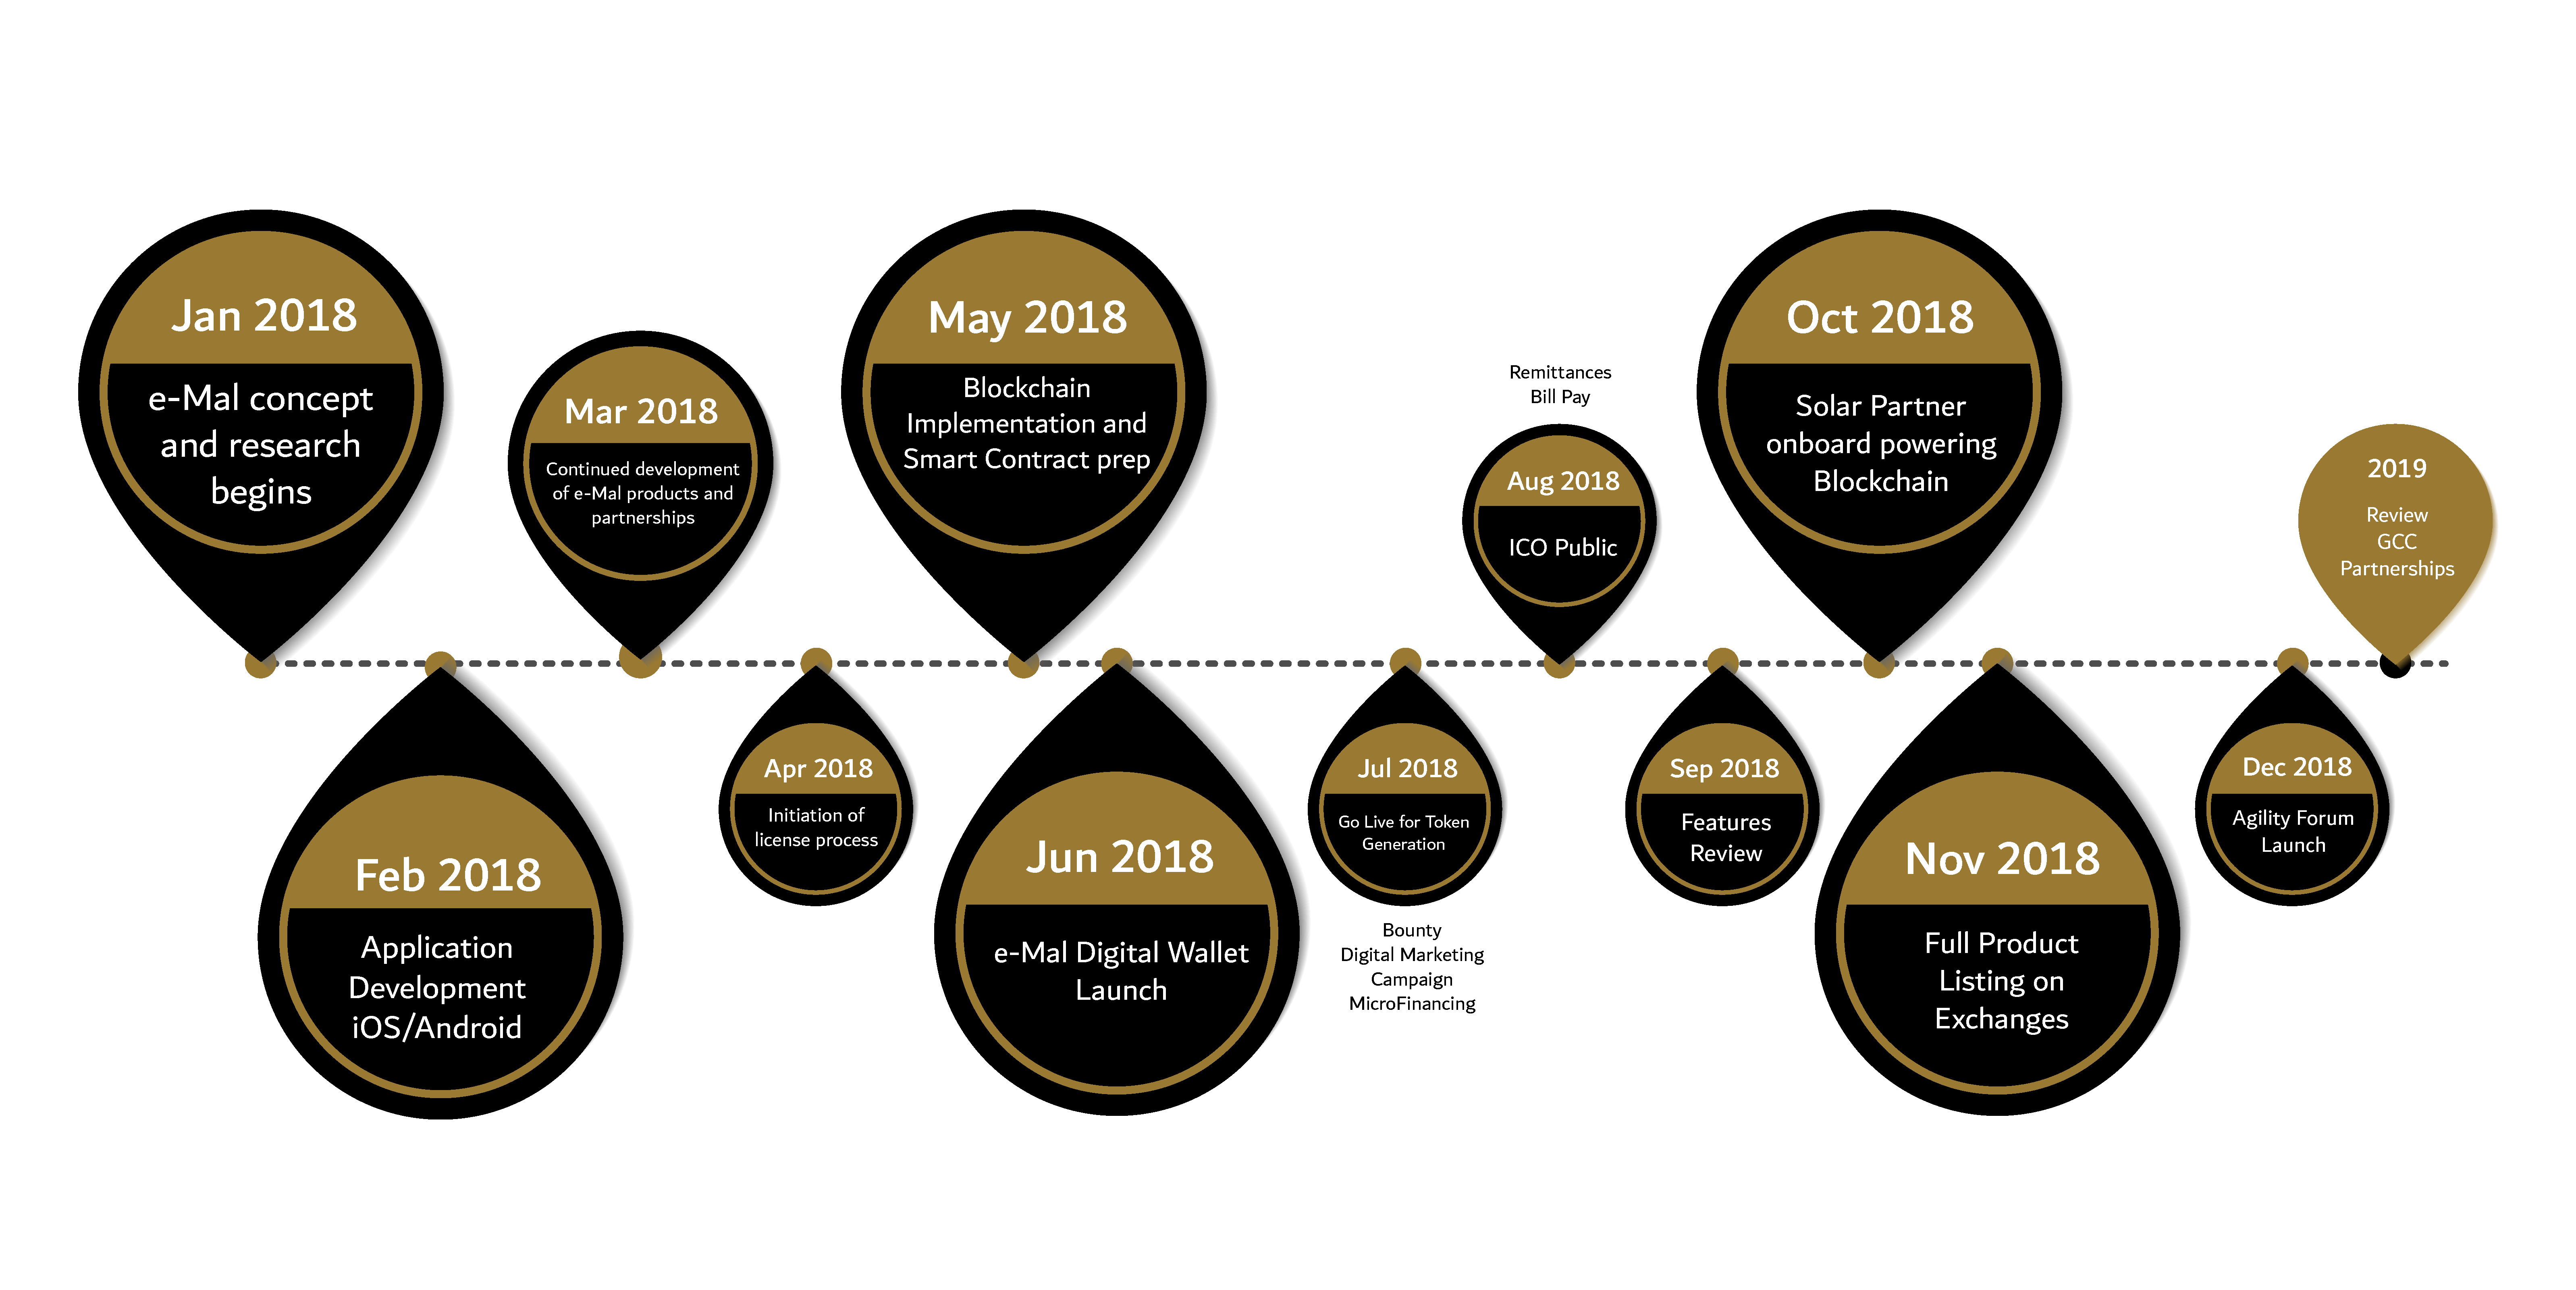 Jan 2018
e-Mal concept
and research
begins
Feb 2018
Application
Development
iOS/Android
Mar 2018
Continued development
of e-Mal products and
partnerships
Apr 2018
Initiation of
license process
May 2018
Blockchain
Implementation and
Smart Contract prep
Jun 2018
e-Mal Digital Wallet
Launch
Jul 2018
Go Live for Token
Generation
Bounty
Digital Marketing
Campaign
MicroFinancing
Remittances
Bill Pay
Aug 2018
ICO Public
Sep 2018
Features
Review
Oct 2018
Solar Partner
onboard powering
Blockchain
Nov 2018
Full Product
Listing on
Exchanges
Dec 2018
Agility Forum
Launch
2019
Review
GCC
Partnerships